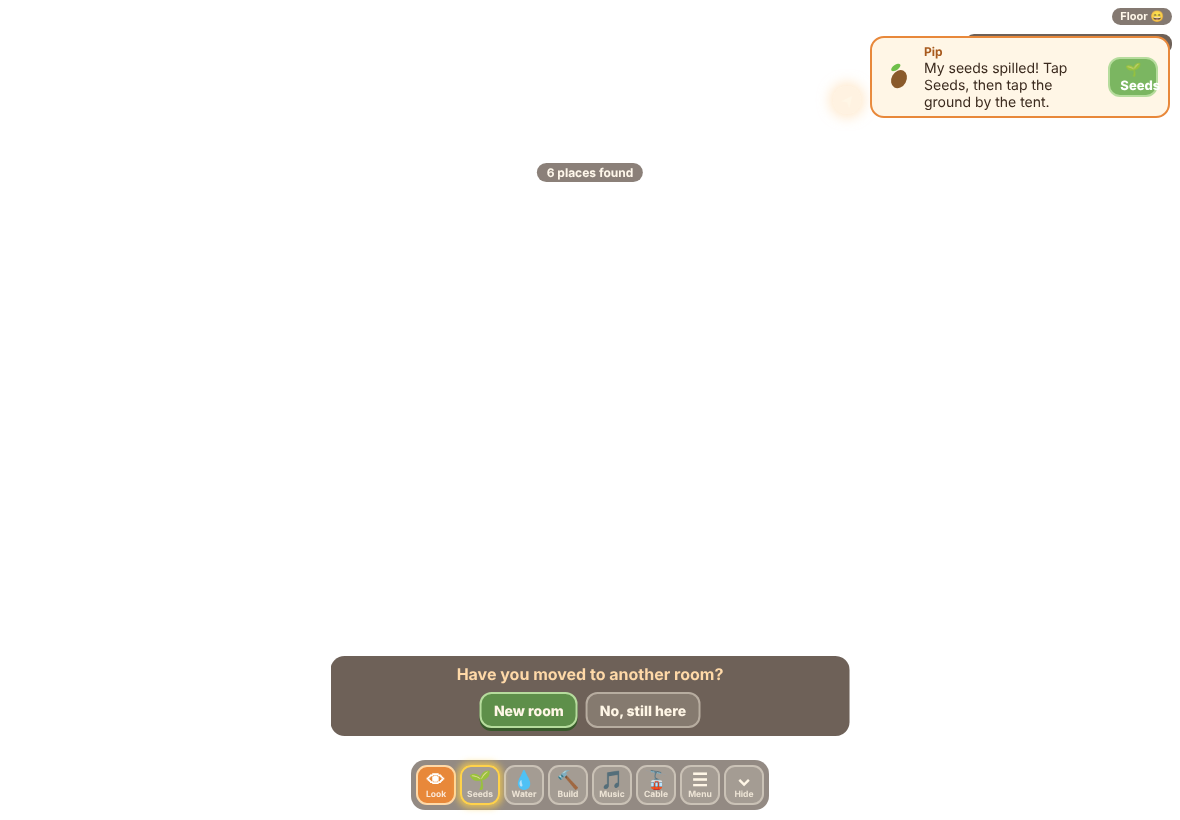 Floor 😀
Pip
My seeds spilled! Tap
Seeds, then tap the
ground by the tent.
🌱
Seeds
6 places found
Have you moved to another room?
New room
No, still here
Look
Seeds
Water
Build
Music
Cable
Menu
Hide